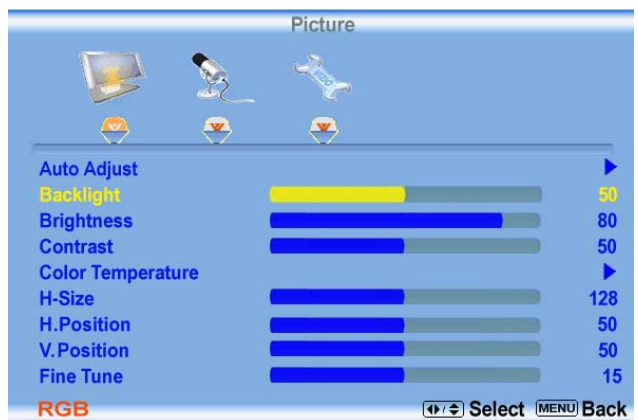 Picture
Auto Adjust
Backlight 50
Brightness 80
Contrast 50
Color Temperature
H-Size 128
H.Position 50
V.Position 50
Fine Tune 15
RGB Select MENU Back